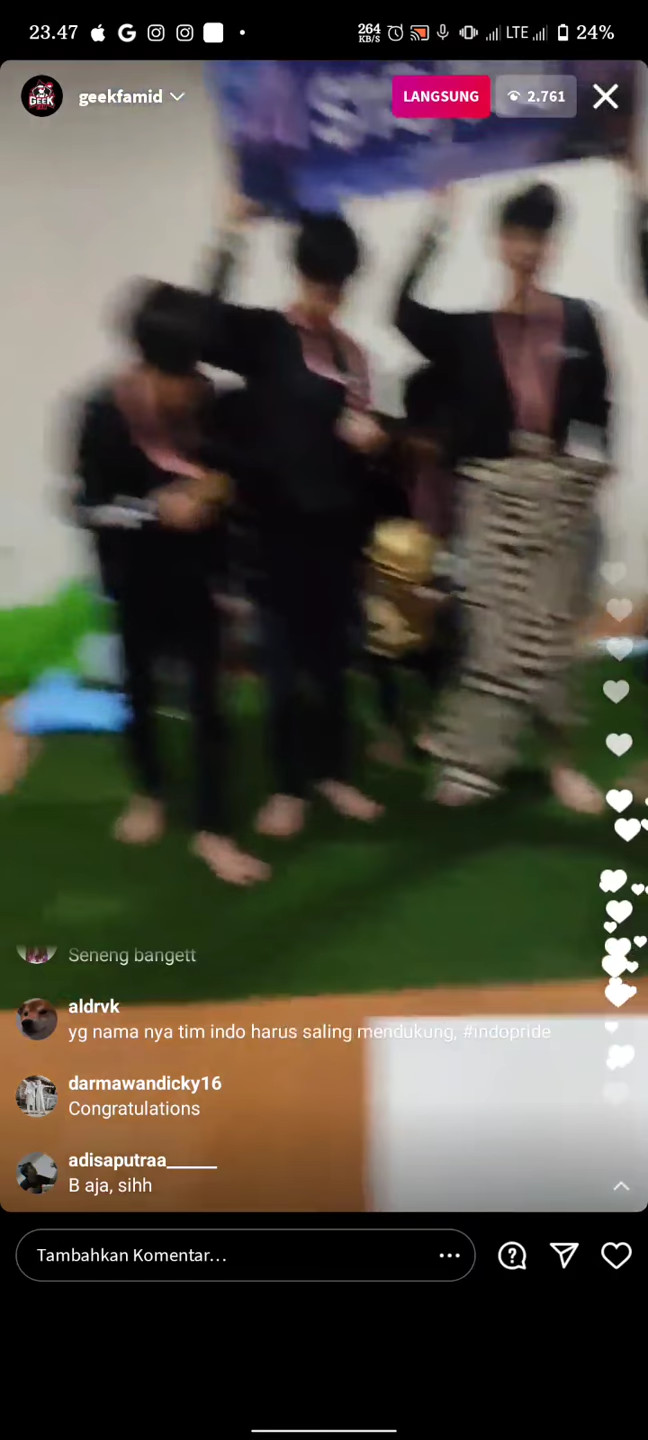 23.47
264
KB/S
LTE
24%
GEEK
geekfamid
LANGSUNG
2.761
Seneng bangett
aldrvk
yg nama nya tim indo harus saling mendukung, #indopride
darmawandicky16
Congratulations
adisaputraa______
B aja, sihh
Tambahkan Komentar...